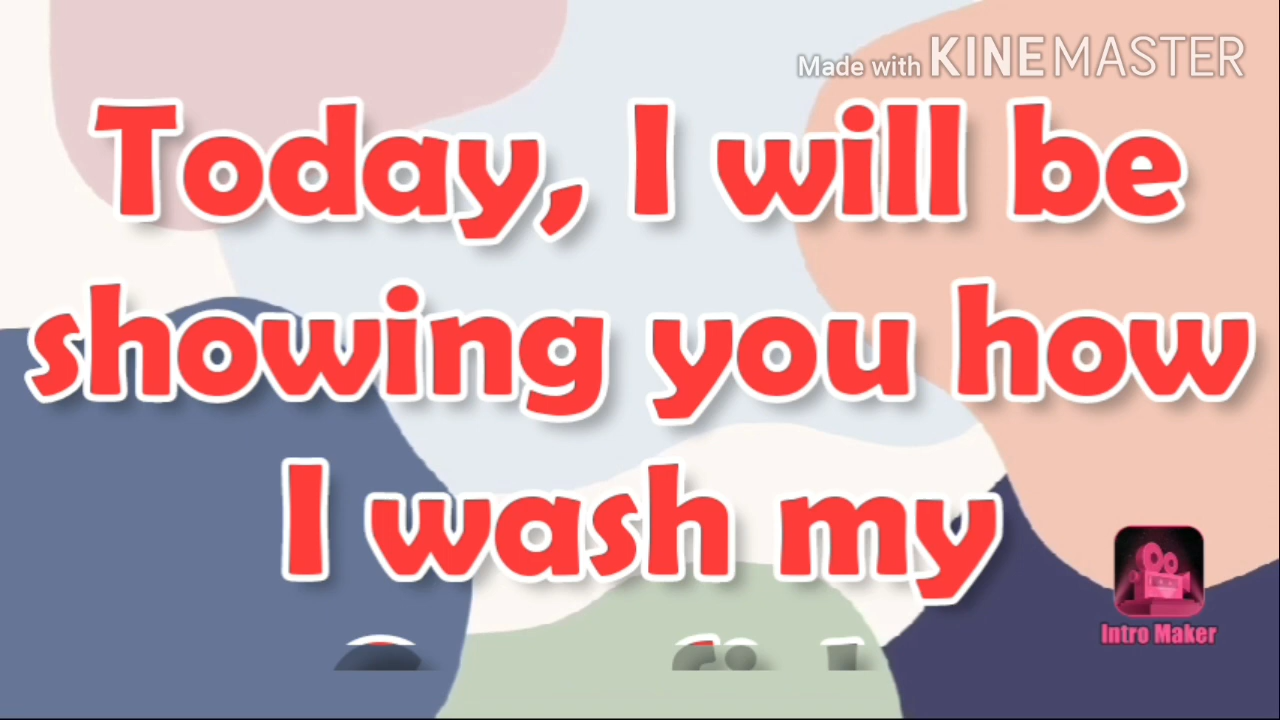 Made with KINEMASTER
Today, I will be
showing you how
I wash my
Intro Maker